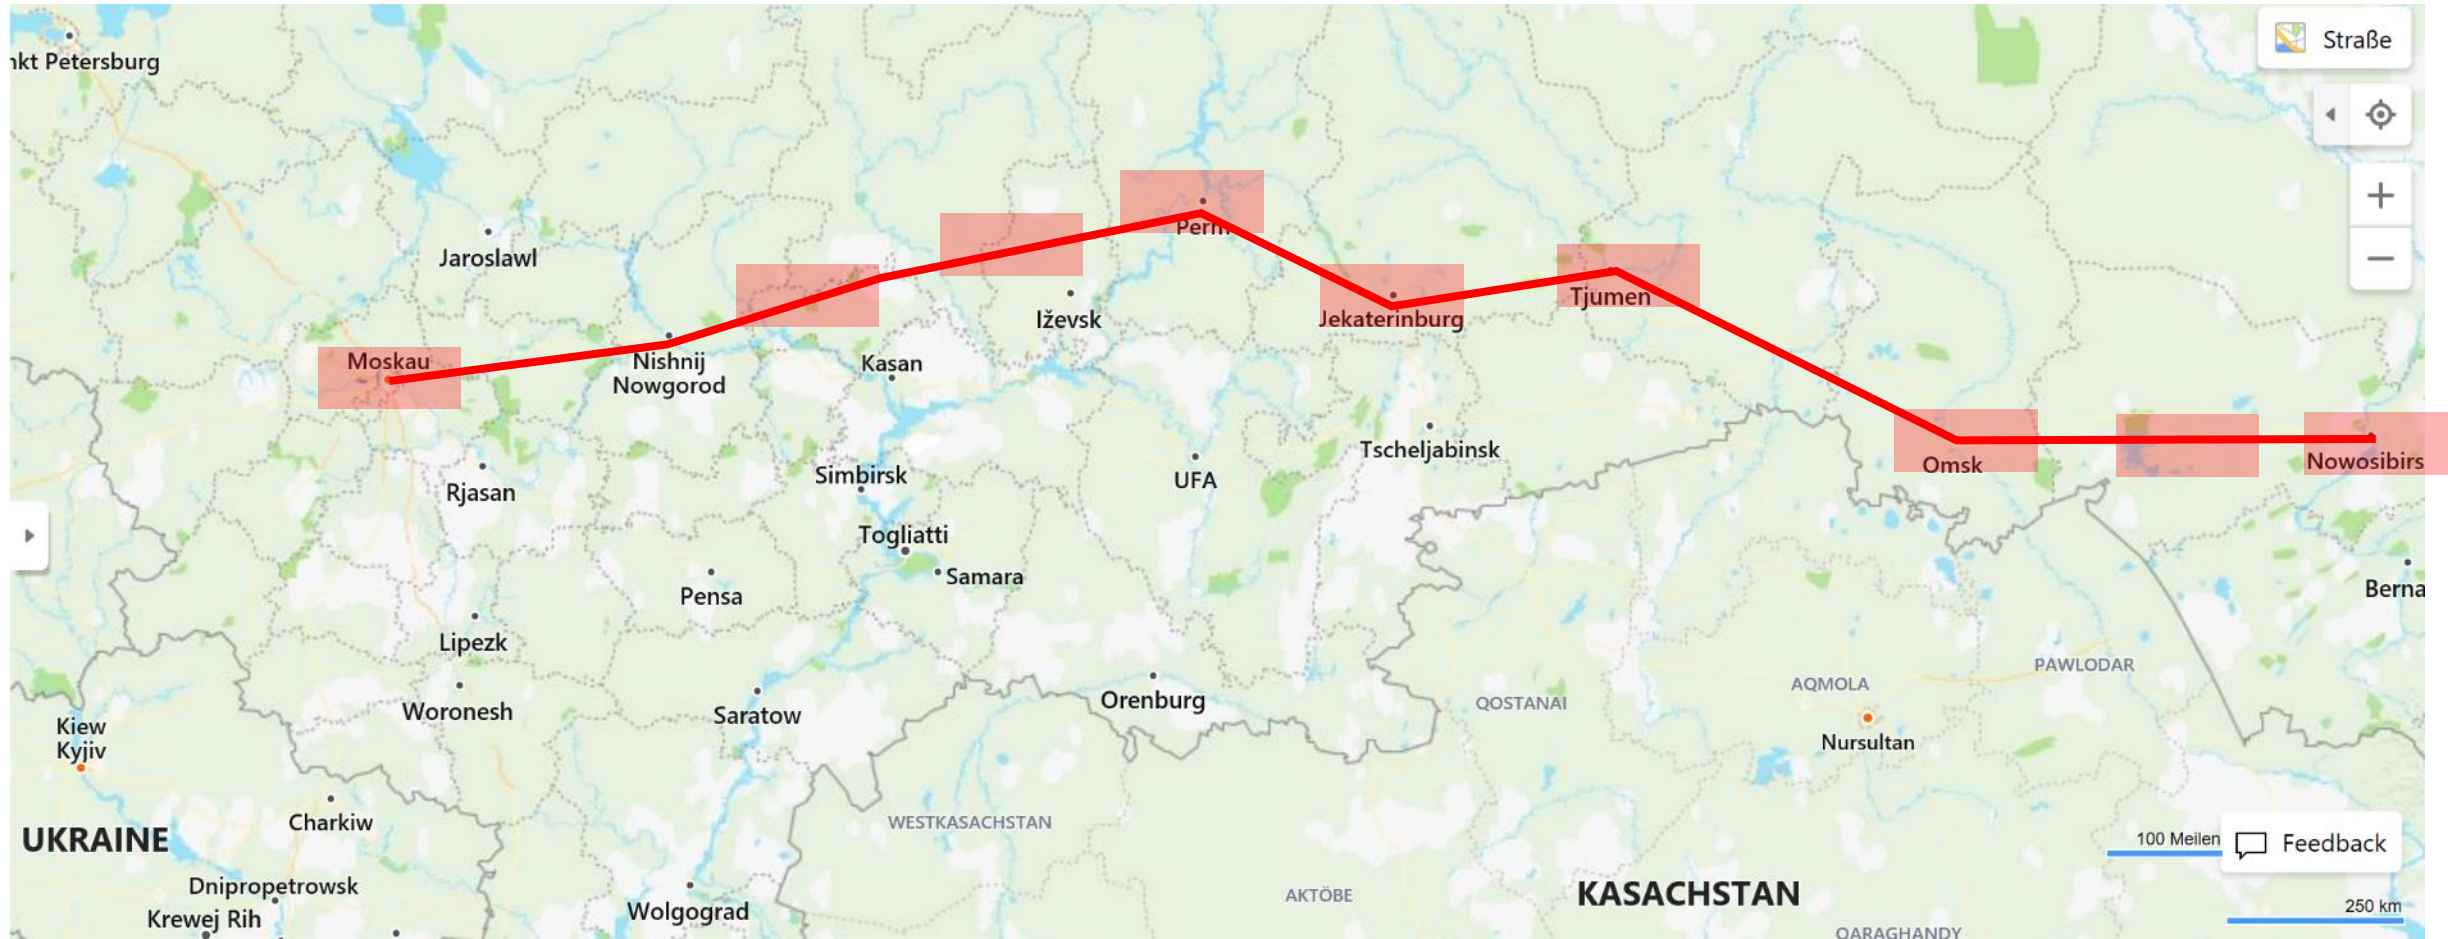 Straße
nkt Petersburg
Jaroslawl
Perm
Tjumen
Iževsk
Jekaterinburg
Moskau
Nishnij
Nowgorod
Kasan
Tscheljabinsk
Omsk
Nowosibirs
Simbirsk
UFA
Rjasan
Togliatti
Samara
Pensa
Berna
Lipezk
PAWLODAR
AQMOLA
Woronesh
Saratow
Orenburg
QOSTANAI
Kiew
Kyjiv
Nursultan
Charkiw
WESTKASACHSTAN
UKRAINE
100 Meilen
Feedback
Dnipropetrowsk
AKTÖBE
KASACHSTAN
Krewej Rih
Wolgograd
250 km
QARAGHANDY